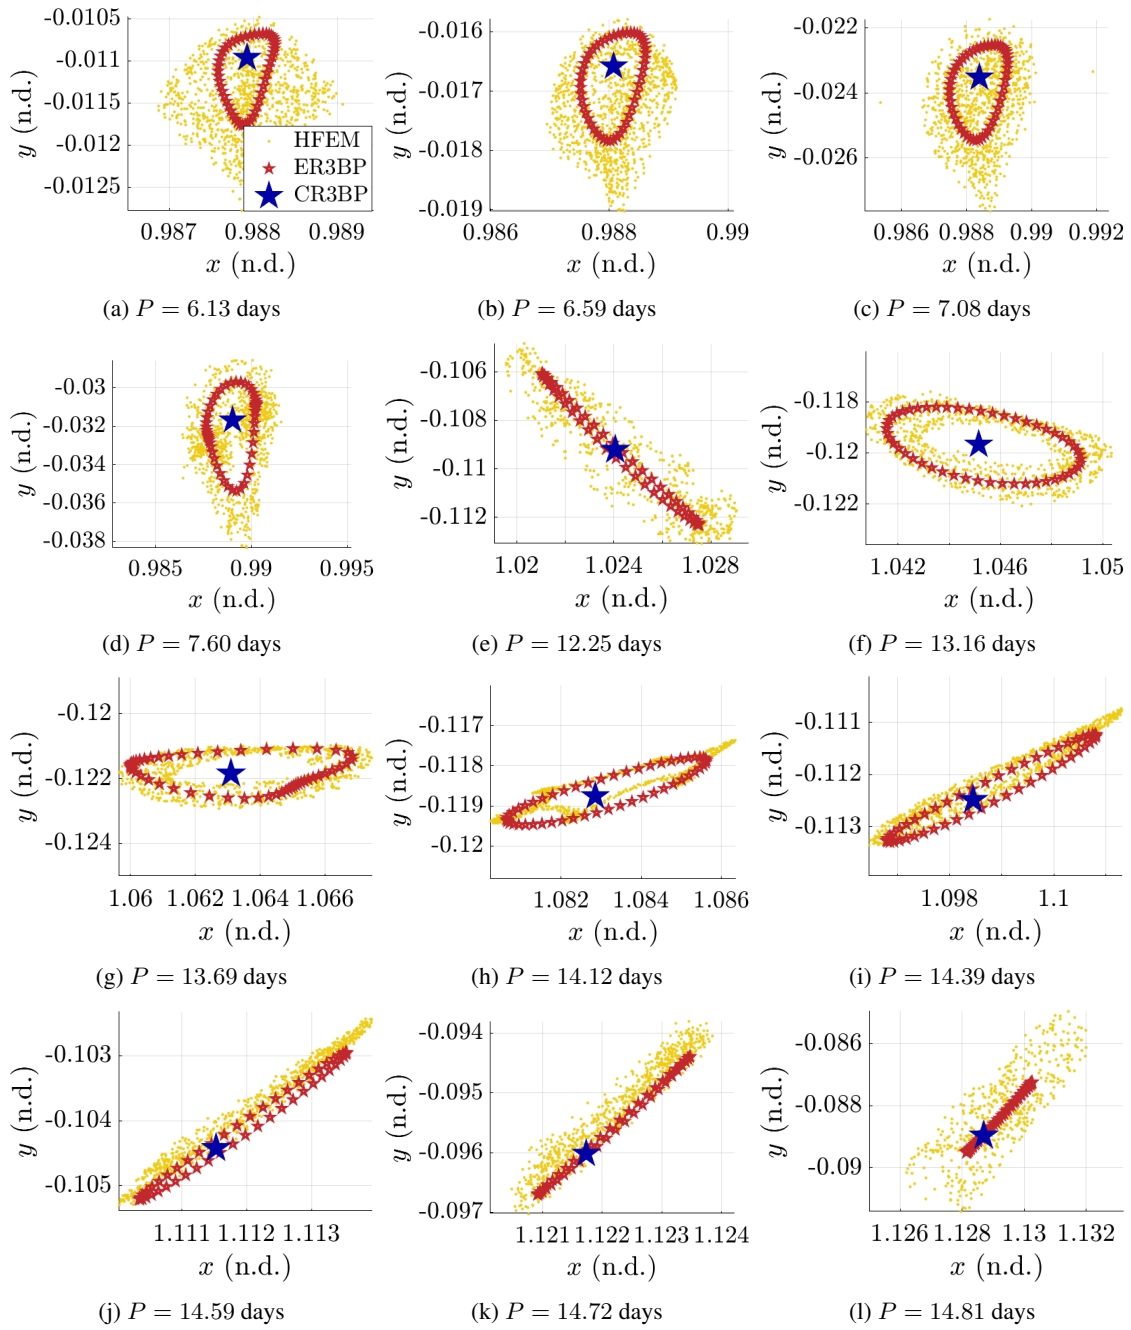 -0.0105
-0.011
-0.0115
-0.012
-0.0125
y (n.d.)
HFEM
ER3BP
CR3BP
0.987 0.988 0.989
x (n.d.)
(a) P = 6.13 days
-0.016
-0.017
-0.018
-0.019
y (n.d.)
0.986 0.988 0.99
x (n.d.)
(b) P = 6.59 days
-0.022
-0.024
-0.026
y (n.d.)
0.986 0.988 0.99 0.992
x (n.d.)
(c) P = 7.08 days
-0.03
-0.032
-0.034
-0.036
-0.038
y (n.d.)
0.985 0.99 0.995
x (n.d.)
(d) P = 7.60 days
-0.106
-0.108
-0.11
-0.112
y (n.d.)
1.02 1.024 1.028
x (n.d.)
(e) P = 12.25 days
-0.118
-0.12
-0.122
y (n.d.)
1.042 1.046 1.05
x (n.d.)
(f) P = 13.16 days
-0.12
-0.122
-0.124
y (n.d.)
1.06 1.062 1.064 1.066
x (n.d.)
(g) P = 13.69 days
-0.117
-0.118
-0.119
-0.12
y (n.d.)
1.082 1.084 1.086
x (n.d.)
(h) P = 14.12 days
-0.111
-0.112
-0.113
y (n.d.)
1.098 1.1
x (n.d.)
(i) P = 14.39 days
-0.103
-0.104
-0.105
y (n.d.)
1.111 1.112 1.113
x (n.d.)
(j) P = 14.59 days
-0.094
-0.095
-0.096
-0.097
y (n.d.)
1.121 1.122 1.123 1.124
x (n.d.)
(k) P = 14.72 days
-0.086
-0.088
-0.09
y (n.d.)
1.126 1.128 1.13 1.132
x (n.d.)
(l) P = 14.81 days